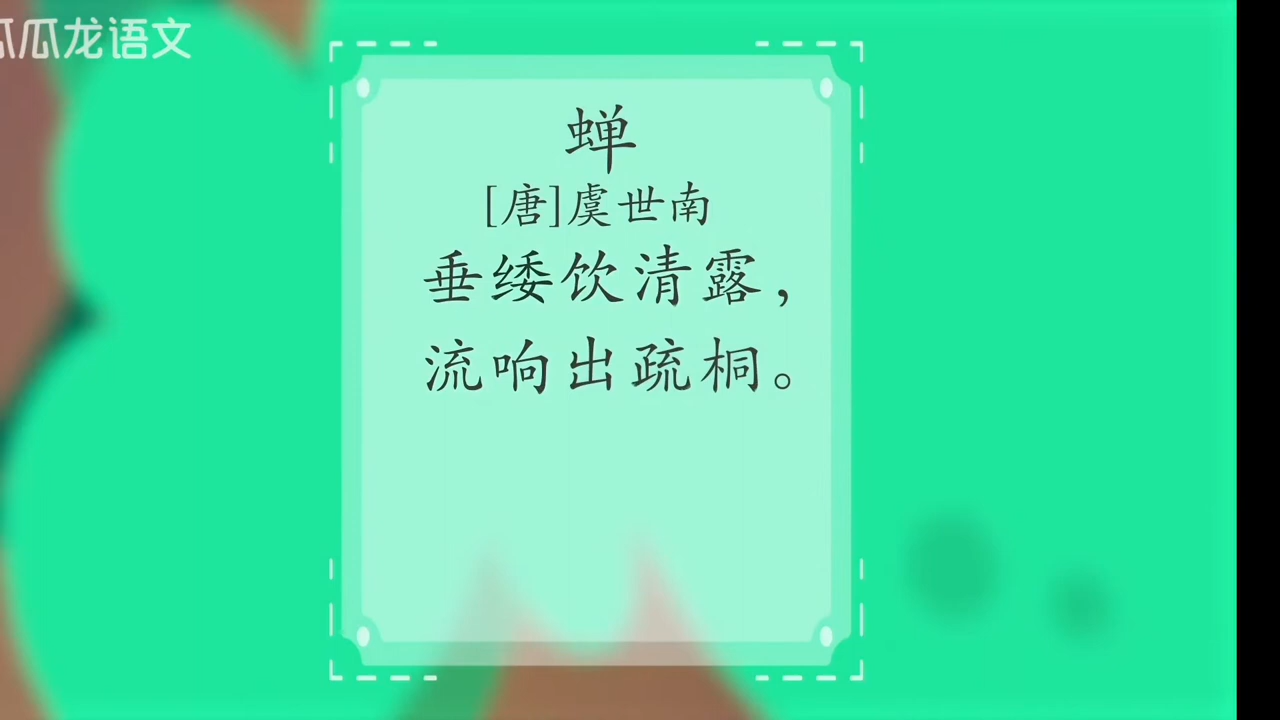 瓜瓜龙语文
蝉
[唐]虞世南
垂缕饮清露，
流响出疏桐。